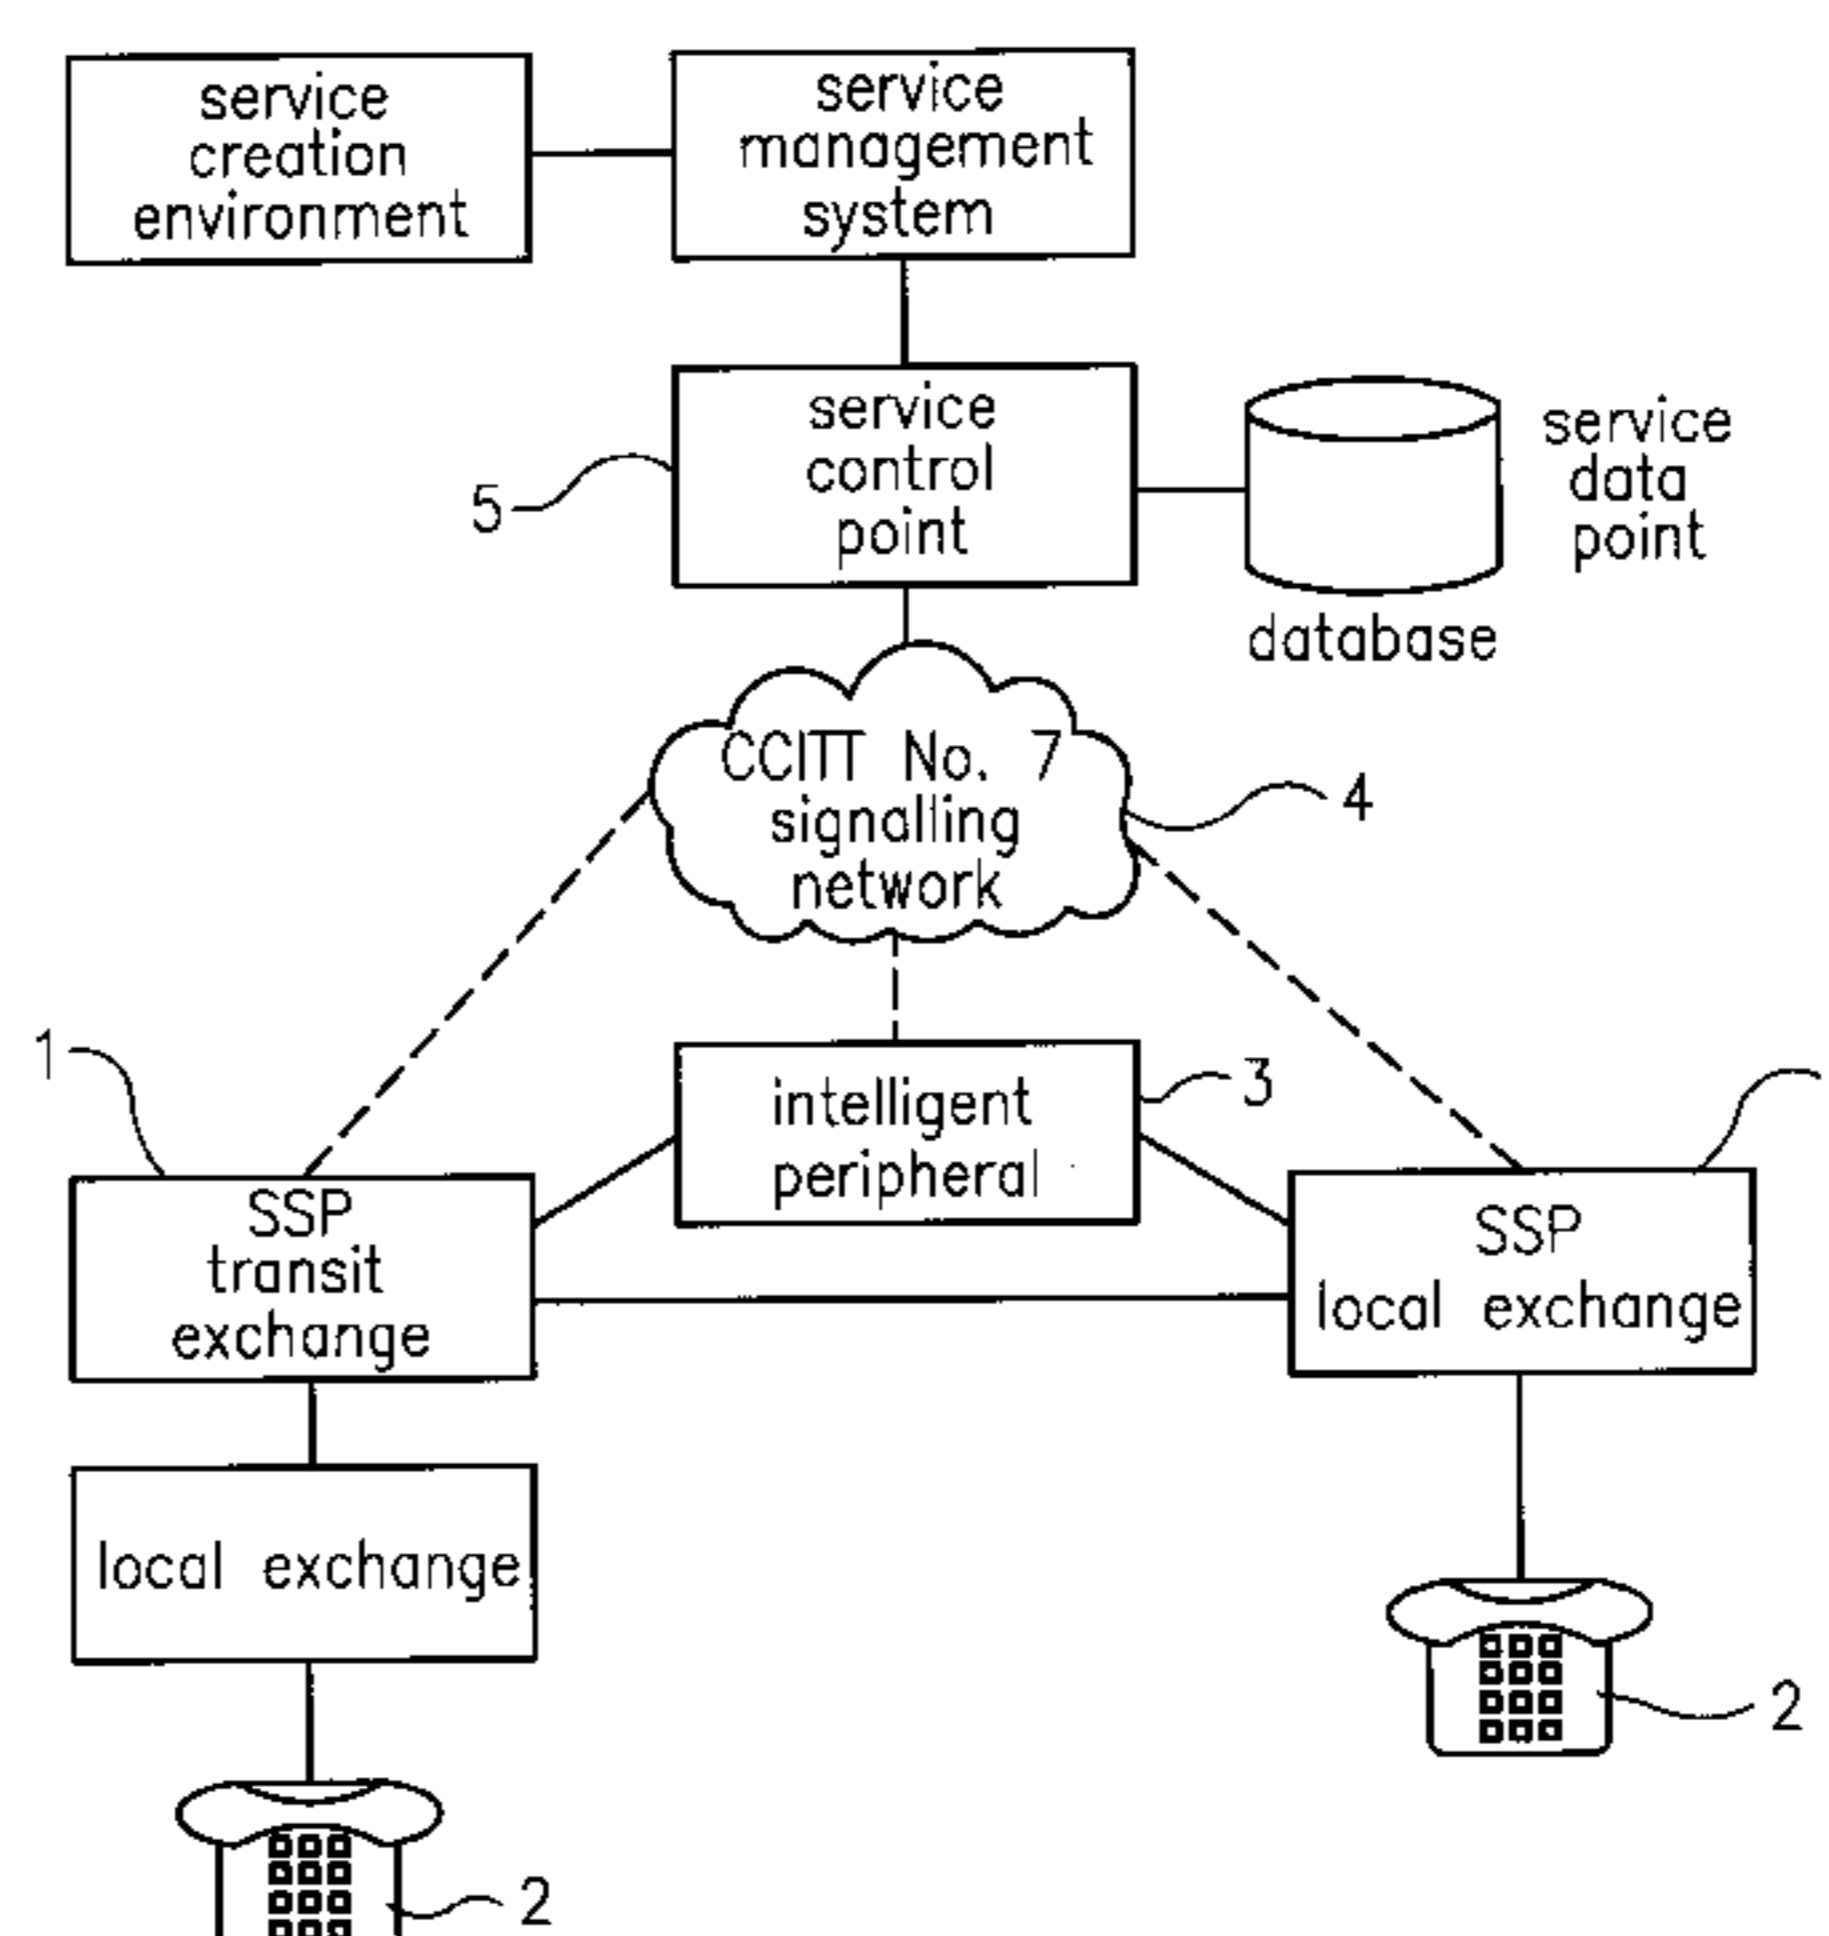 service
creation
environment
service
management
system
service
control
point
5
service
data
point
database
CCITT No. 7
signalling
network
4
1
intelligent
peripheral
3
SSP
transit
exchange
SSP
local exchange
local exchange
2
2